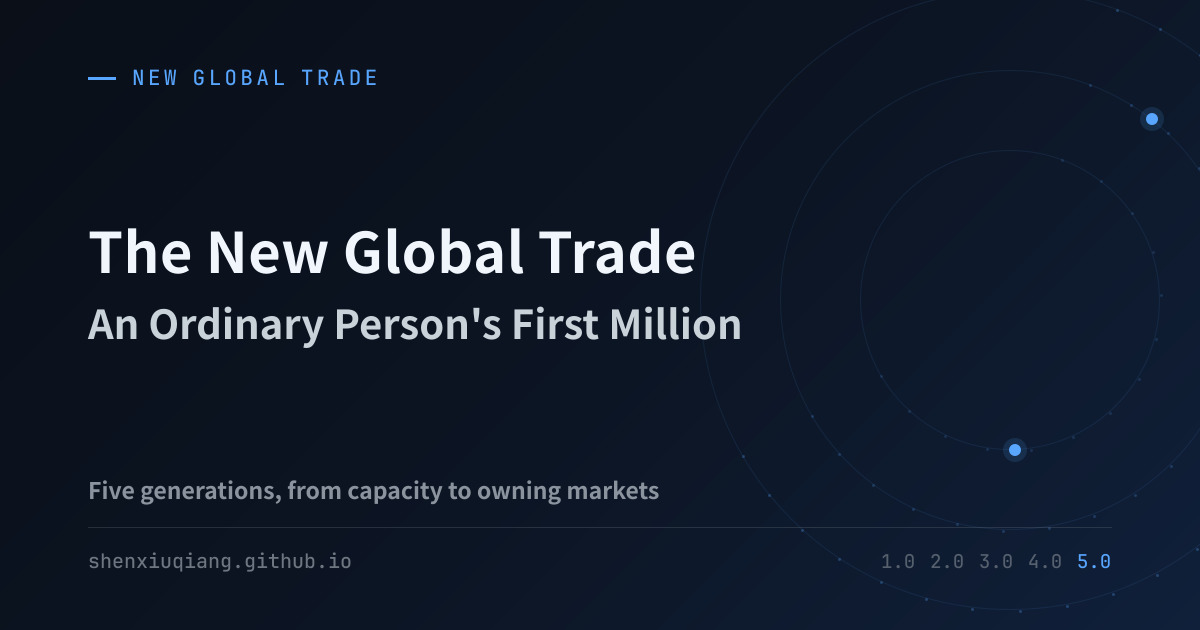 NEW GLOBAL TRADE
The New Global Trade
An Ordinary Person's First Million
Five generations, from capacity to owning markets
shenxiuqiang.github.io
1.0 2.0 3.0 4.0 5.0